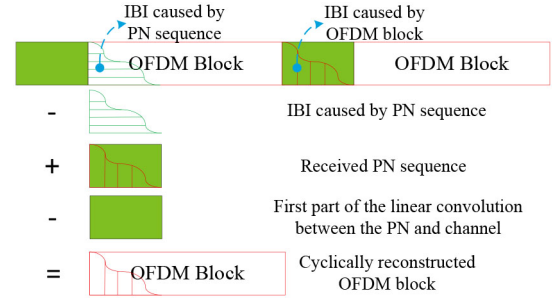 IBI caused by
PN sequence
IBI caused by
OFDM block
OFDM Block
OFDM Block
-
IBI caused by PN sequence
+
Received PN sequence
-
First part of the linear convolution
between the PN and channel
=
OFDM Block
Cyclically reconstructed
OFDM block